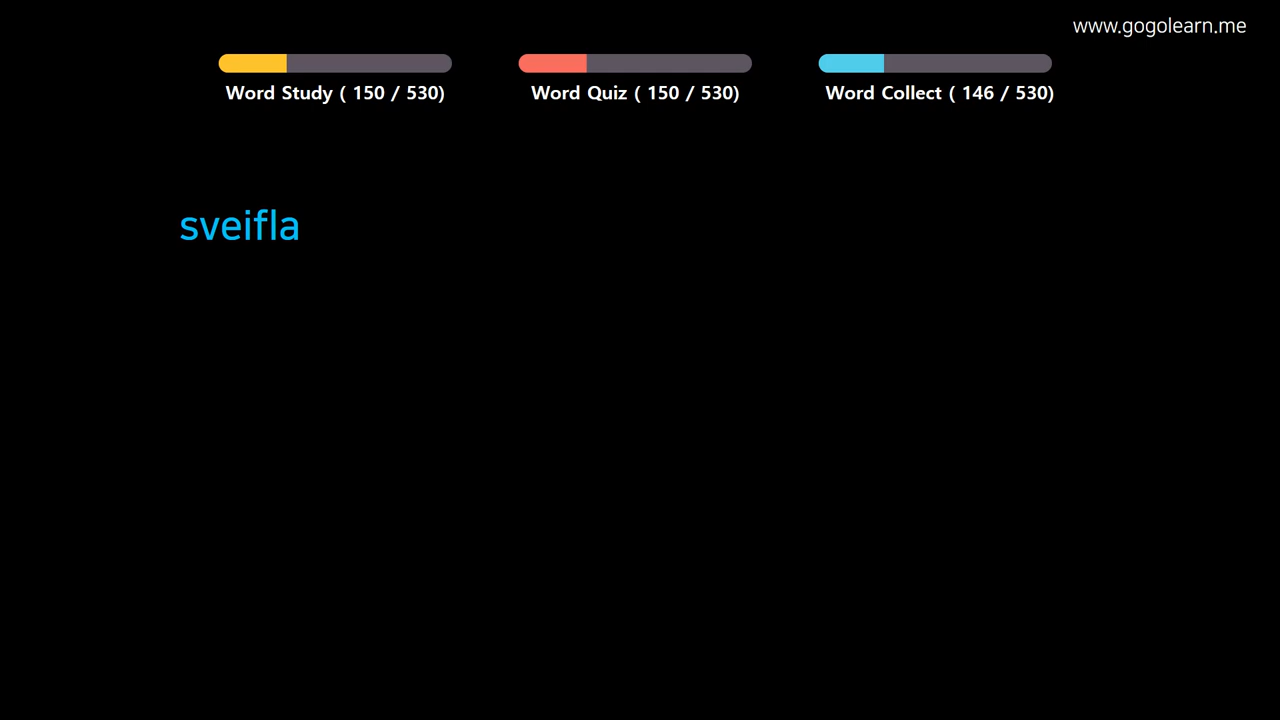 www.gogolearn.me
Word Study ( 150 / 530)
Word Quiz ( 150 / 530)
Word Collect ( 146 / 530)
sveifla